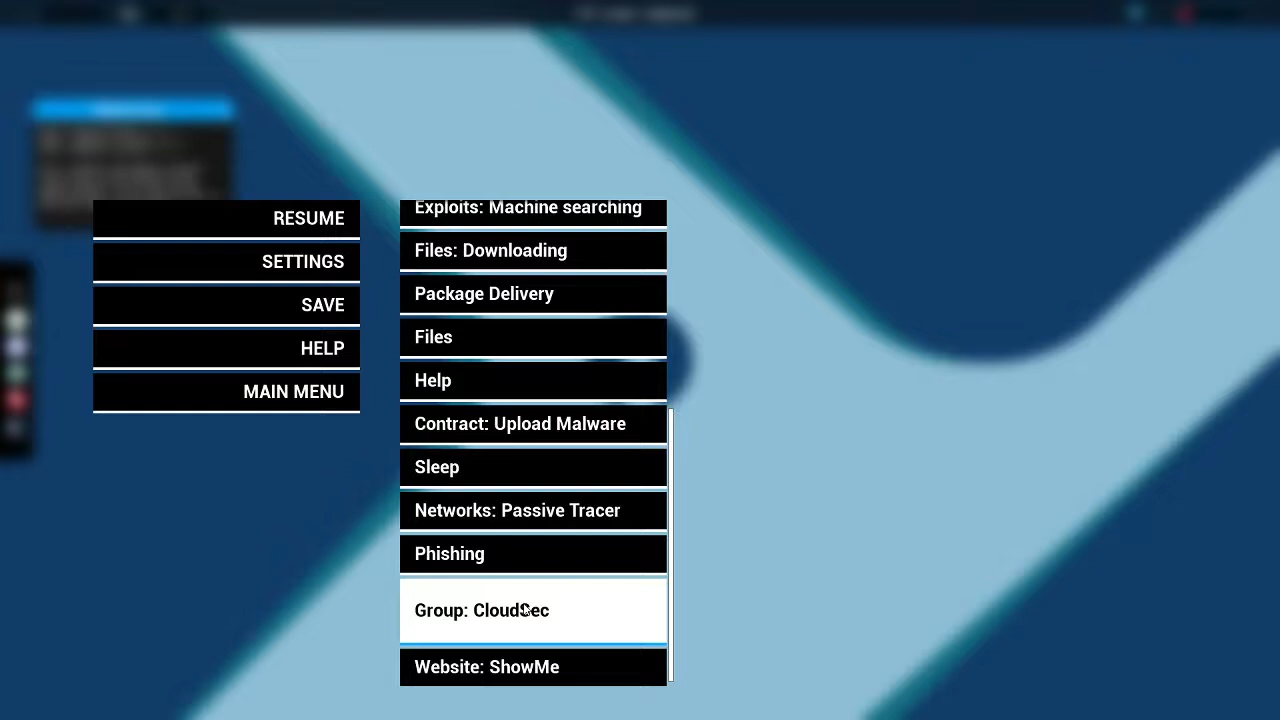 RESUME
SETTINGS
SAVE
HELP
MAIN MENU
Exploits: Machine searching
Files: Downloading
Package Delivery
Files
Help
Contract: Upload Malware
Sleep
Networks: Passive Tracer
Phishing
Group: CloudSec
Website: ShowMe